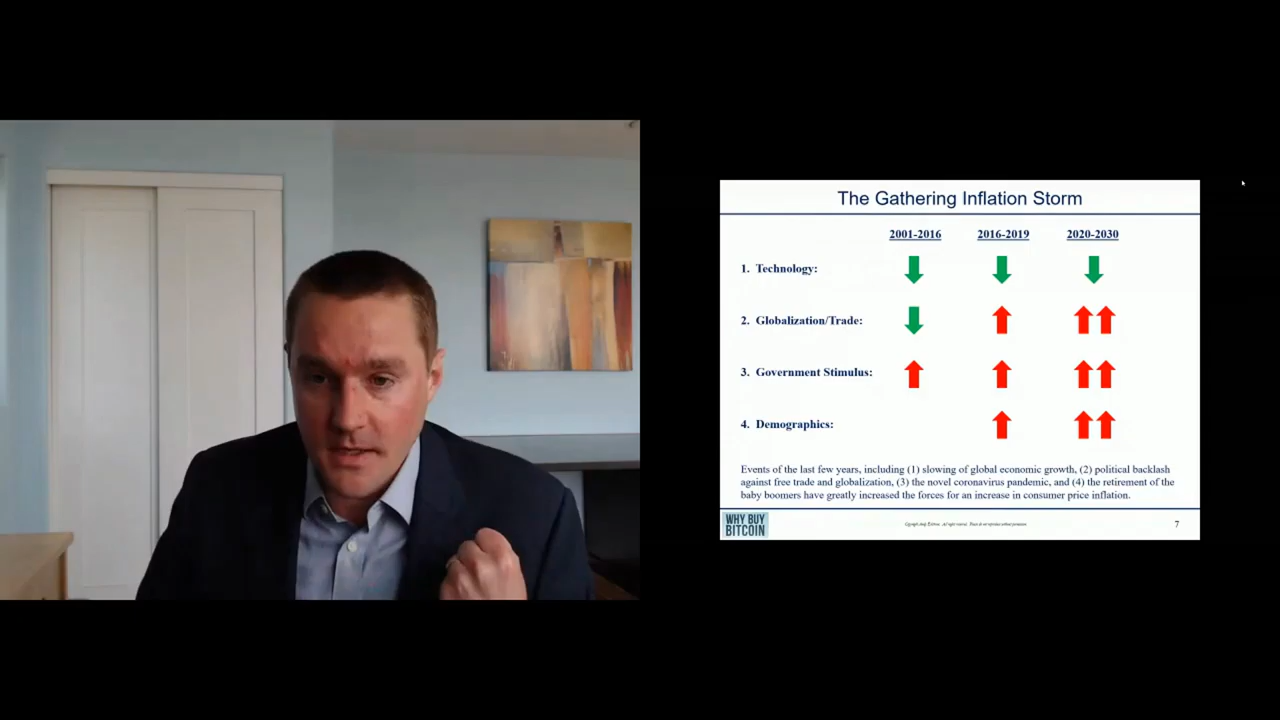 The Gathering Inflation Storm
2001-2016 2016-2019 2020-2030
1. Technology:
2. Globalization/Trade:
3. Government Stimulus:
4. Demographics:
Events of the last few years, including (1) slowing of global economic growth, (2) political backlash
against free trade and globalization, (3) the novel coronavirus pandemic, and (4) the retirement of the
baby boomers have greatly increased the forces for an increase in consumer price inflation.
WHY BUY
BITCOIN
7